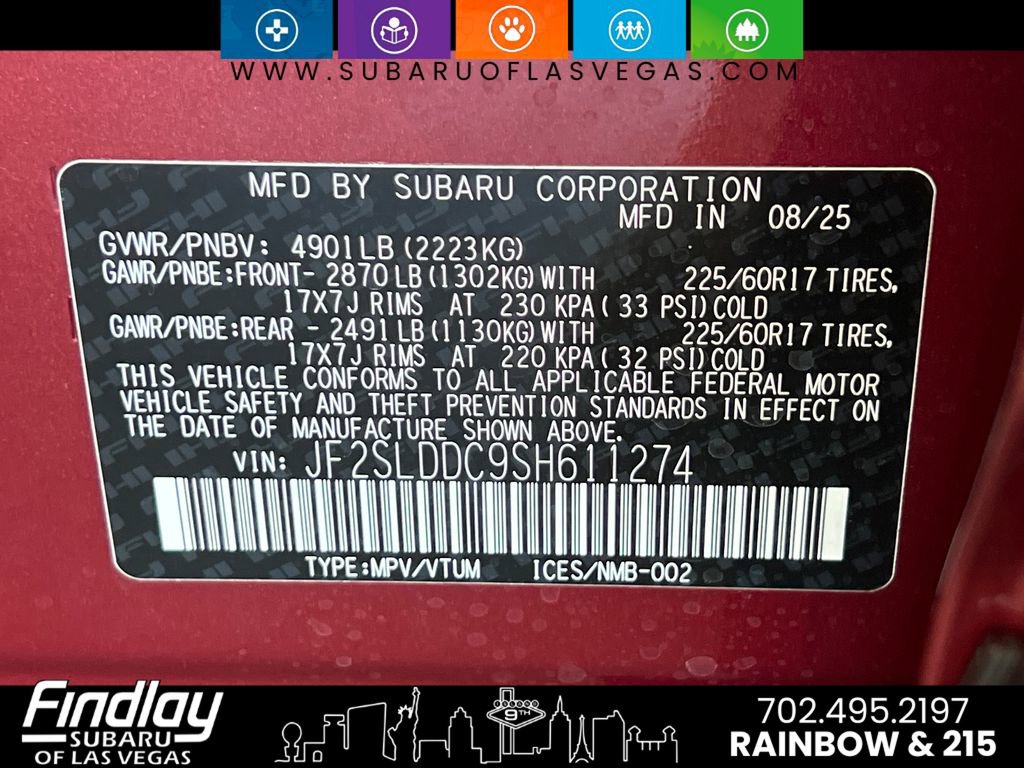 WWW.SUBARUOFLASVEGAS.COM
MFD BY SUBARU CORPORATION
MFD IN 08/25
GVWR/PNBV: 4901LB (2223KG)
GAWR/PNBE:FRONT- 2870LB(1302KG)WITH 225/60R17 TIRES,
17X7J RIMS AT 230 KPA( 33 PSI)COLD
GAWR/PNBE:REAR - 2491LB(1130KG)WITH 225/60R17 TIRES,
17X7J RIMS AT 220 KPA( 32 PSI)COLD
THIS VEHICLE CONFORMS TO ALL APPLICABLE FEDERAL MOTOR
VEHICLE SAFETY AND THEFT PREVENTION STANDARDS IN EFFECT ON
THE DATE OF MANUFACTURE SHOWN ABOVE.
VIN: JF2SLDDC9SH611274
TYPE:MPV/VTUM ICES/NMB-002
Findlay
SUBARU
OF LAS VEGAS
9TH
702.495.2197
RAINBOW & 215